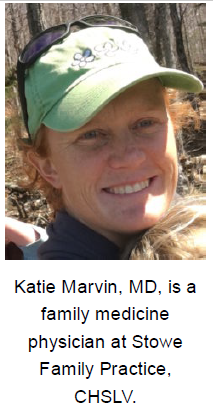 Katie Marvin, MD, is a
family medicine
physician at Stowe
Family Practice,
CHSLV.